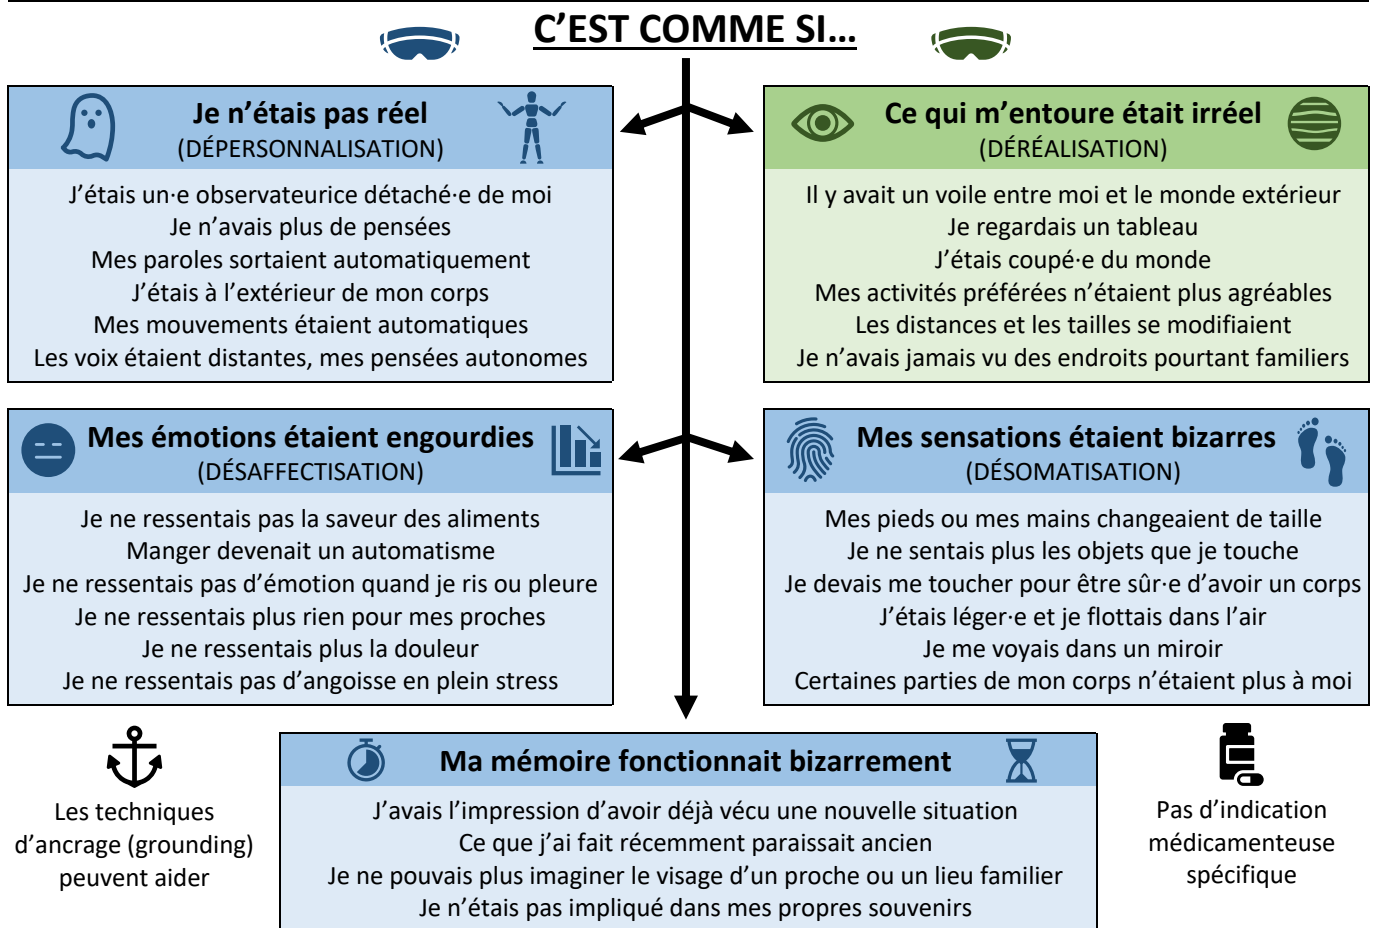 C’EST COMME SI…
Je n’étais pas réel
(DÉPERSONNALISATION)
J’étais un·e observateurice détaché·e de moi
Je n’avais plus de pensées
Mes paroles sortaient automatiquement
J’étais à l’extérieur de mon corps
Mes mouvements étaient automatiques
Les voix étaient distantes, mes pensées autonomes
Ce qui m’entoure était irréel
(DÉRÉALISATION)
Il y avait un voile entre moi et le monde extérieur
Je regardais un tableau
J’étais coupé·e du monde
Mes activités préférées n’étaient plus agréables
Les distances et les tailles se modifiaient
Je n’avais jamais vu des endroits pourtant familiers
Mes émotions étaient engourdies
(DÉSAFFECTISATION)
Je ne ressentais pas la saveur des aliments
Manger devenait un automatisme
Je ne ressentais pas d’émotion quand je ris ou pleure
Je ne ressentais plus rien pour mes proches
Je ne ressentais plus la douleur
Je ne ressentais pas d’angoisse en plein stress
Mes sensations étaient bizarres
(DÉSOMATISATION)
Mes pieds ou mes mains changeaient de taille
Je ne sentais plus les objets que je touche
Je devais me toucher pour être sûr·e d’avoir un corps
J’étais léger·e et je flottais dans l’air
Je me voyais dans un miroir
Certaines parties de mon corps n’étaient plus à moi
Les techniques
d’ancrage (grounding)
peuvent aider
Ma mémoire fonctionnait bizarrement
J’avais l’impression d’avoir déjà vécu une nouvelle situation
Ce que j’ai fait récemment paraissait ancien
Je ne pouvais plus imaginer le visage d’un proche ou un lieu familier
Je n’étais pas impliqué dans mes propres souvenirs
Pas d’indication
médicamenteuse
spécifique